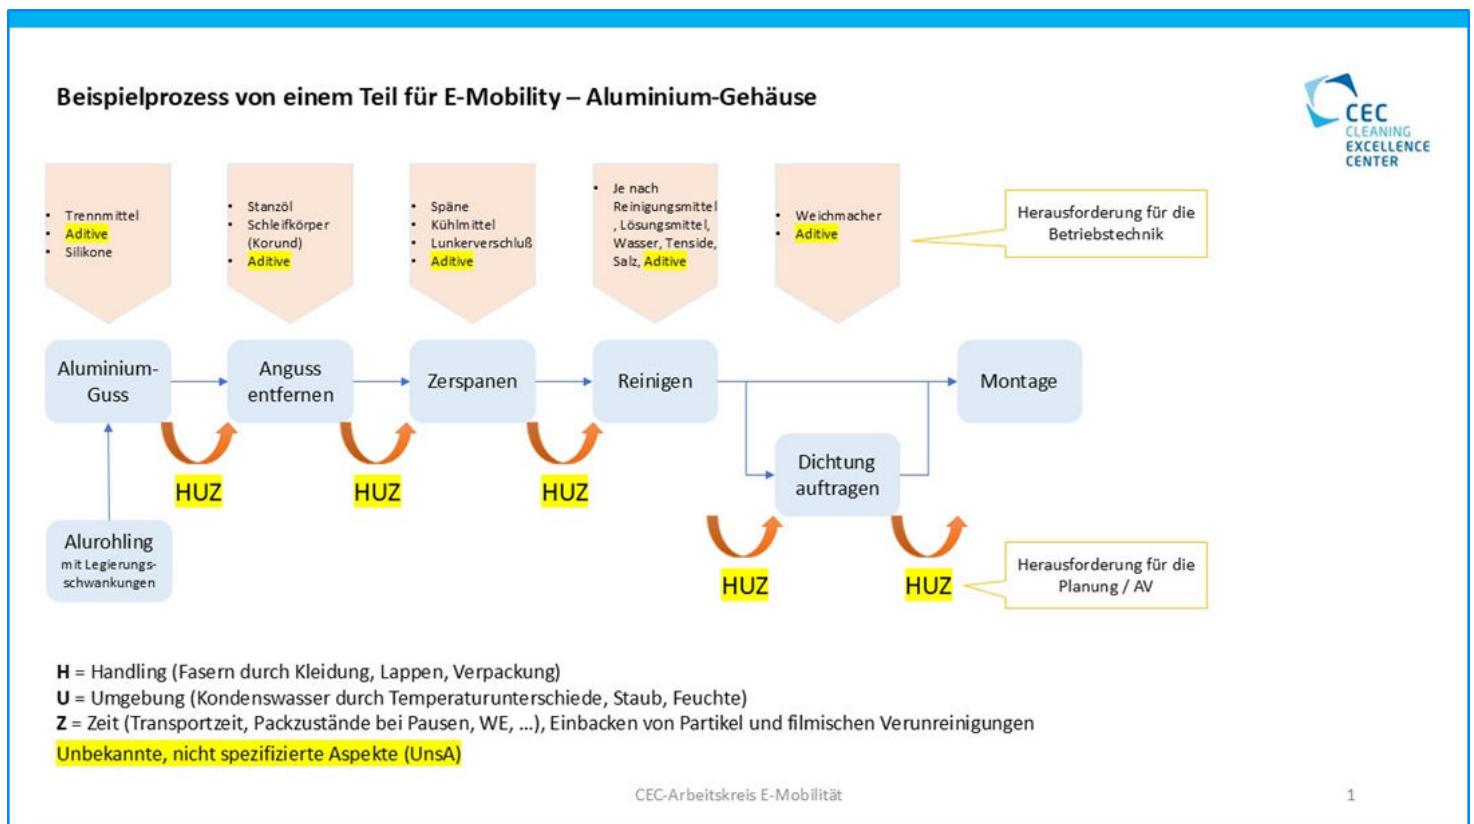 Beispielprozess von einem Teil für E-Mobility – Aluminium-Gehäuse
CEC
CLEANING
EXCELLENCE
CENTER
• Trennmittel
• Aditive
• Silikone
• Stanzöl
• Schleifkörper
(Korund)
• Aditive
• Späne
• Kühlmittel
• Lunkerverschluß
• Aditive
• Je nach
Reinigungsmittel
, Lösungsmittel,
Wasser, Tenside,
Salz, Aditive
• Weichmacher
• Aditive
Herausforderung für die
Betriebstechnik
Aluminium-
Guss
Anguss
entfernen
Zerspanen
Reinigen
Montage
Dichtung
auftragen
HUZ
HUZ
HUZ
HUZ
HUZ
Alurohling
mit Legierungs-
schwankungen
Herausforderung für die
Planung / AV
H = Handling (Fasern durch Kleidung, Lappen, Verpackung)
U = Umgebung (Kondenswasser durch Temperaturunterschiede, Staub, Feuchte)
Z = Zeit (Transportzeit, Packzustände bei Pausen, WE, ...), Einbacken von Partikel und filmischen Verunreinigungen
Unbekannte, nicht spezifizierte Aspekte (UnsA)
CEC-Arbeitskreis E-Mobilität
1